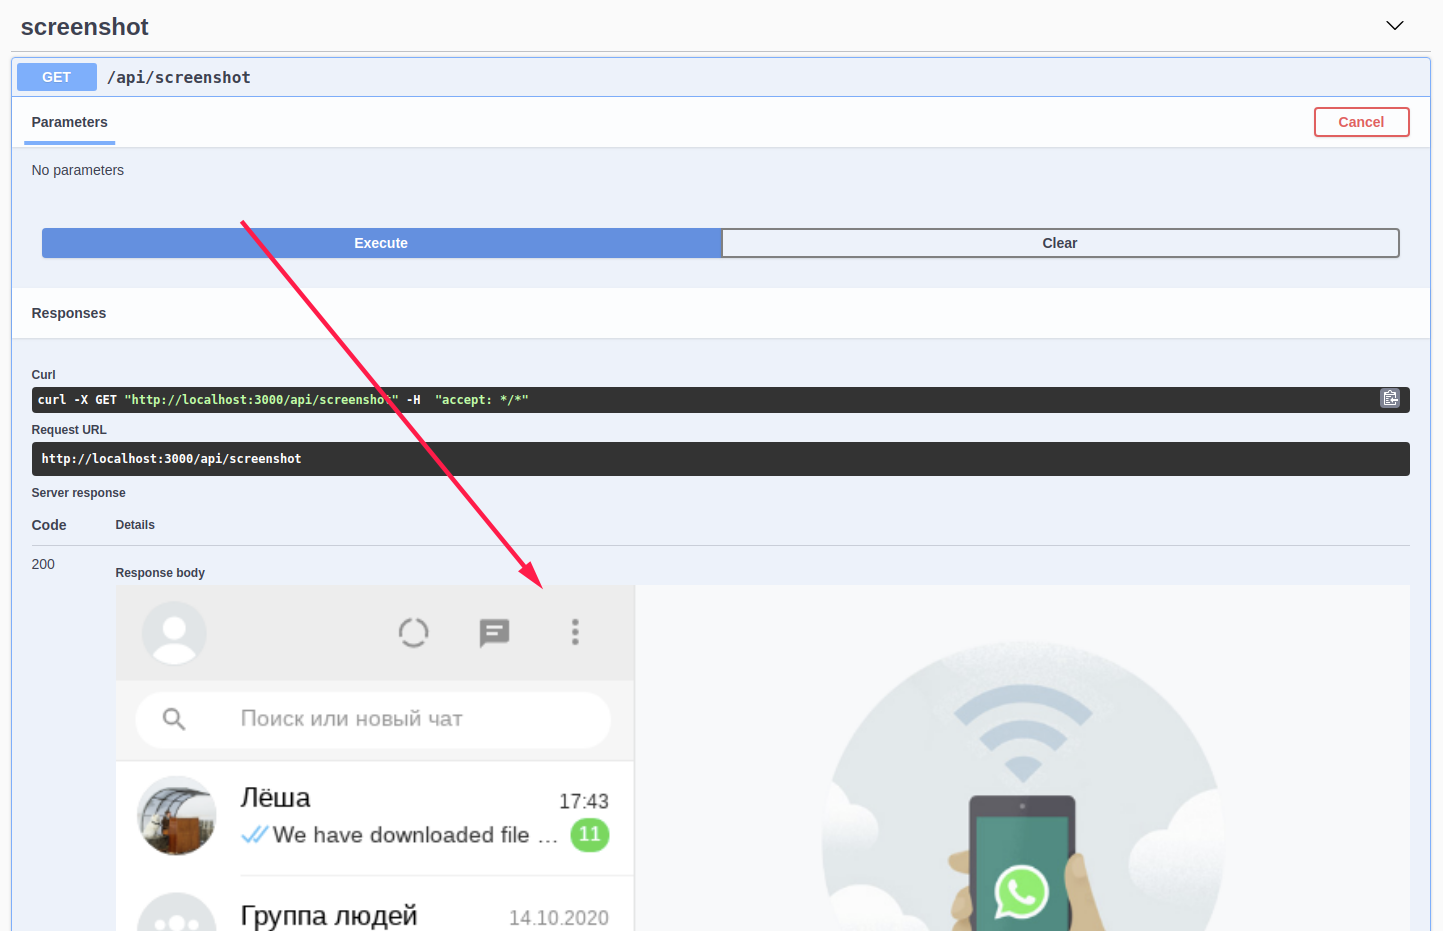 screenshot
GET /api/screenshot
Parameters
Cancel
No parameters
Execute
Clear
Responses
Curl
curl -X GET "http://localhost:3000/api/screenshot" -H  "accept: */*"
Request URL
http://localhost:3000/api/screenshot
Server response
Code
Details
200
Response body
Поиск или новый чат
Лёша
17:43
We have downloaded file ...
11
Группа людей
14.10.2020